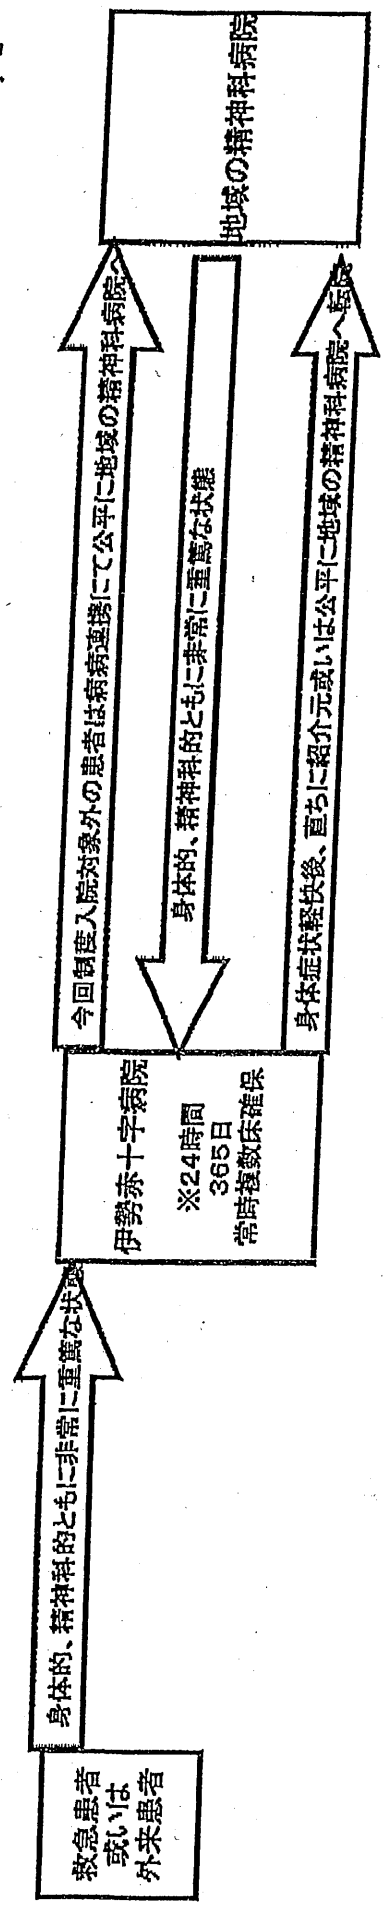 救急患者
或いは
外来患者
身体的、精神科的ともに非常に重篤な状態
伊勢赤十字病院
※24時間
365日
常時複数床確保
今回制度入院対象外の患者は病病連携にて公平に地域の精神科病院へ
身体的、精神科的ともに非常に重篤な状態
身体症状軽快後、直ちに紹介元或いは公平に地域の精神科病院へ転院
地域の精神科病院